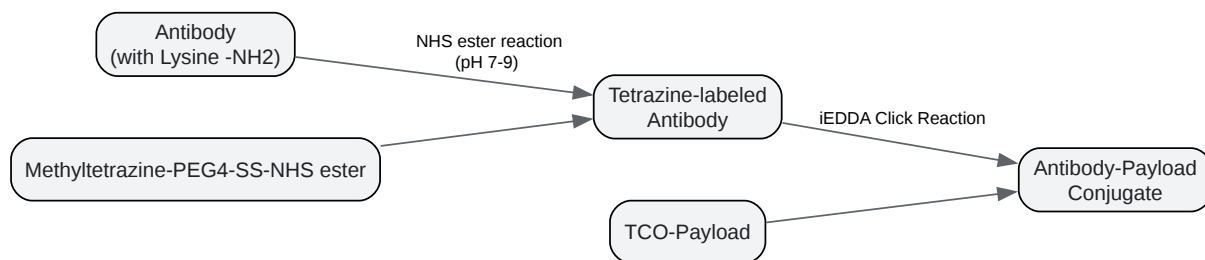 Antibody
(with Lysine -NH2)
NHS ester reaction
(pH 7-9)
Tetrazine-labeled
Antibody
Methyltetrazine-PEG4-SS-NHS ester
iEDDA Click Reaction
Antibody-Payload
Conjugate
TCO-Payload